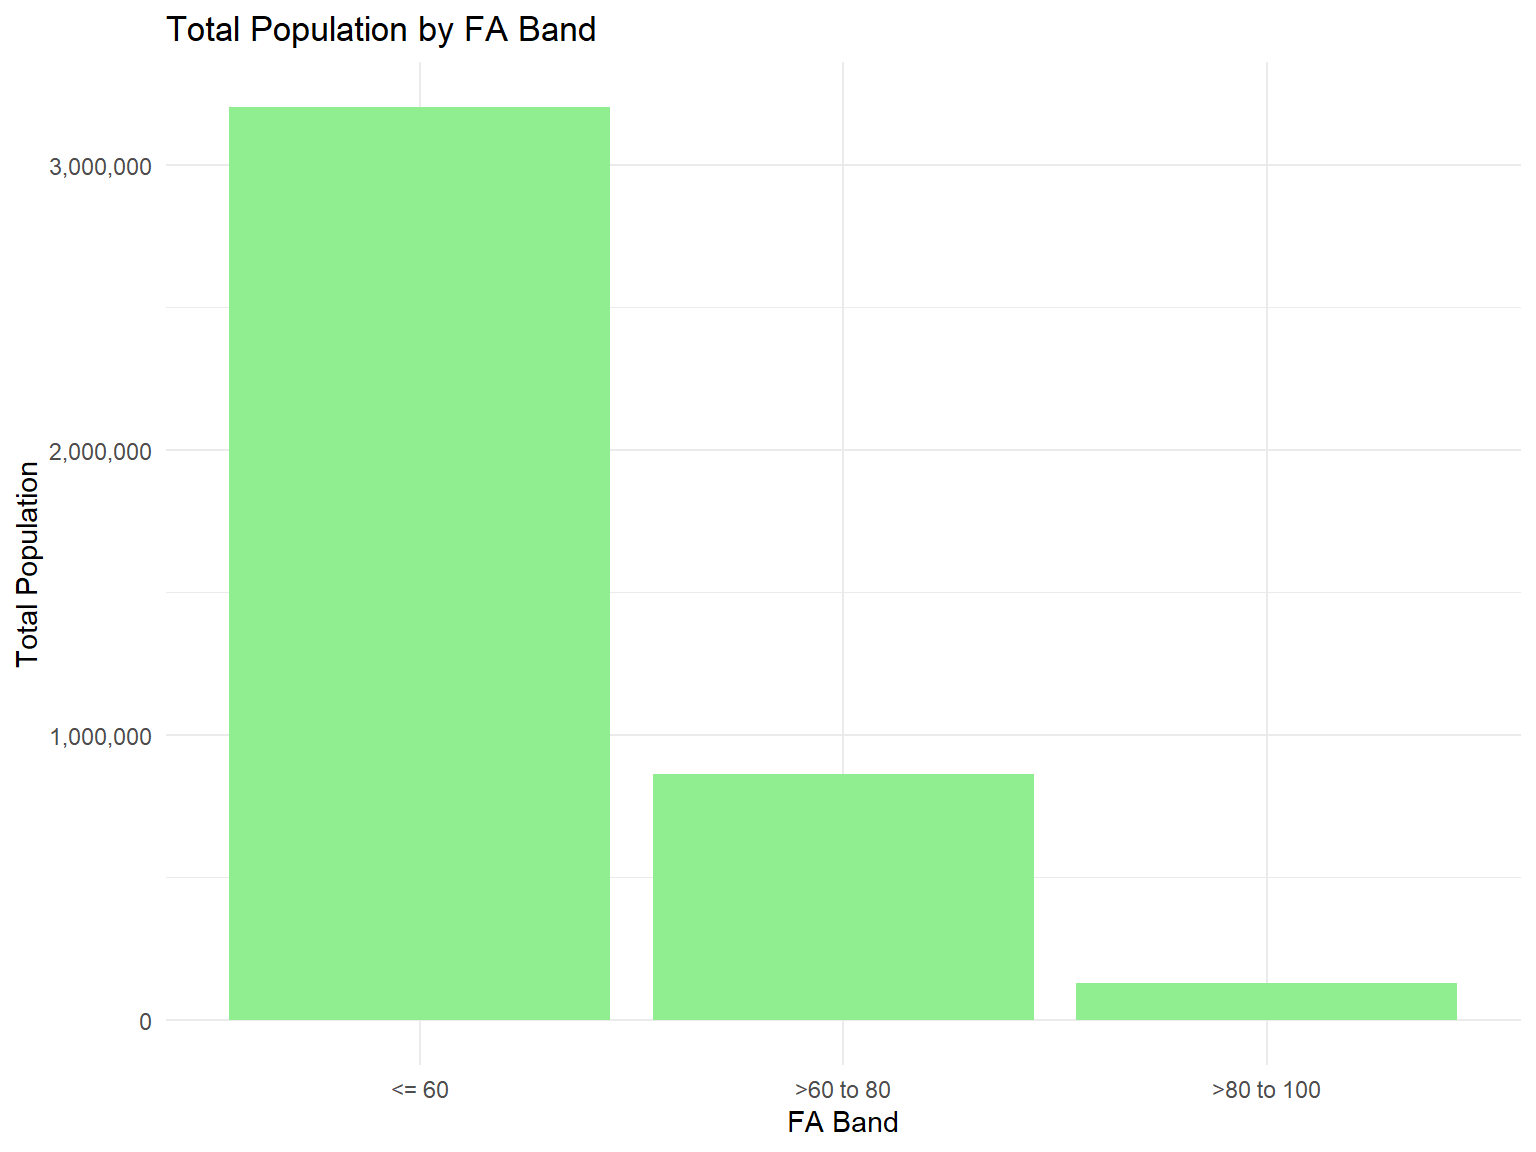 Total Population by FA Band
Total Population
3,000,000
2,000,000
1,000,000
0
<= 60
>60 to 80
>80 to 100
FA Band